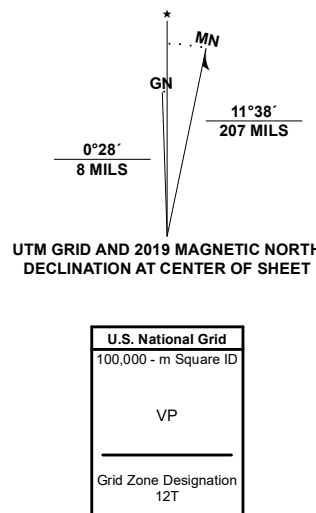 ★
MN
GN
11°38´
207 MILS
0°28´
8 MILS
UTM GRID AND 2019 MAGNETIC NORTH
DECLINATION AT CENTER OF SHEET
U.S. National Grid
100,000 - m Square ID
VP
Grid Zone Designation
12T